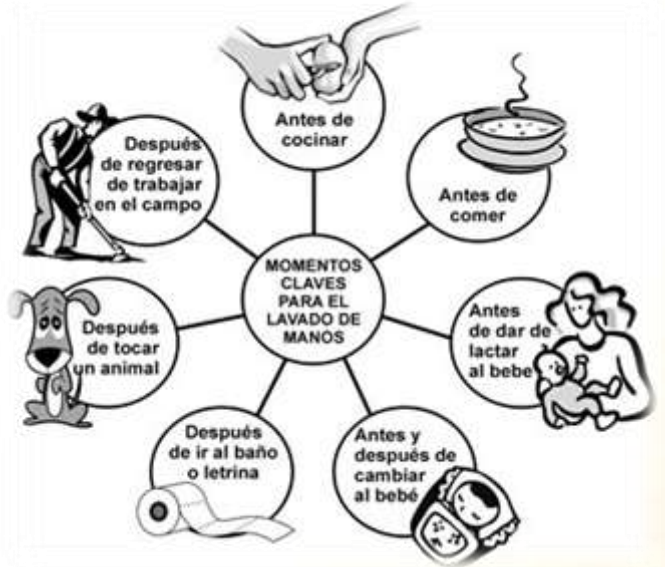 MOMENTOS
CLAVES
PARA EL
LAVADO DE
MANOS
Antes de
cocinar
Antes de
comer
Antes
de dar de
lactar
al bebe
Antes y
después de
cambiar
al bebé
Después
de ir al baño
o letrina
Después
de tocar
un animal
Después
de regresar
de trabajar
en el campo